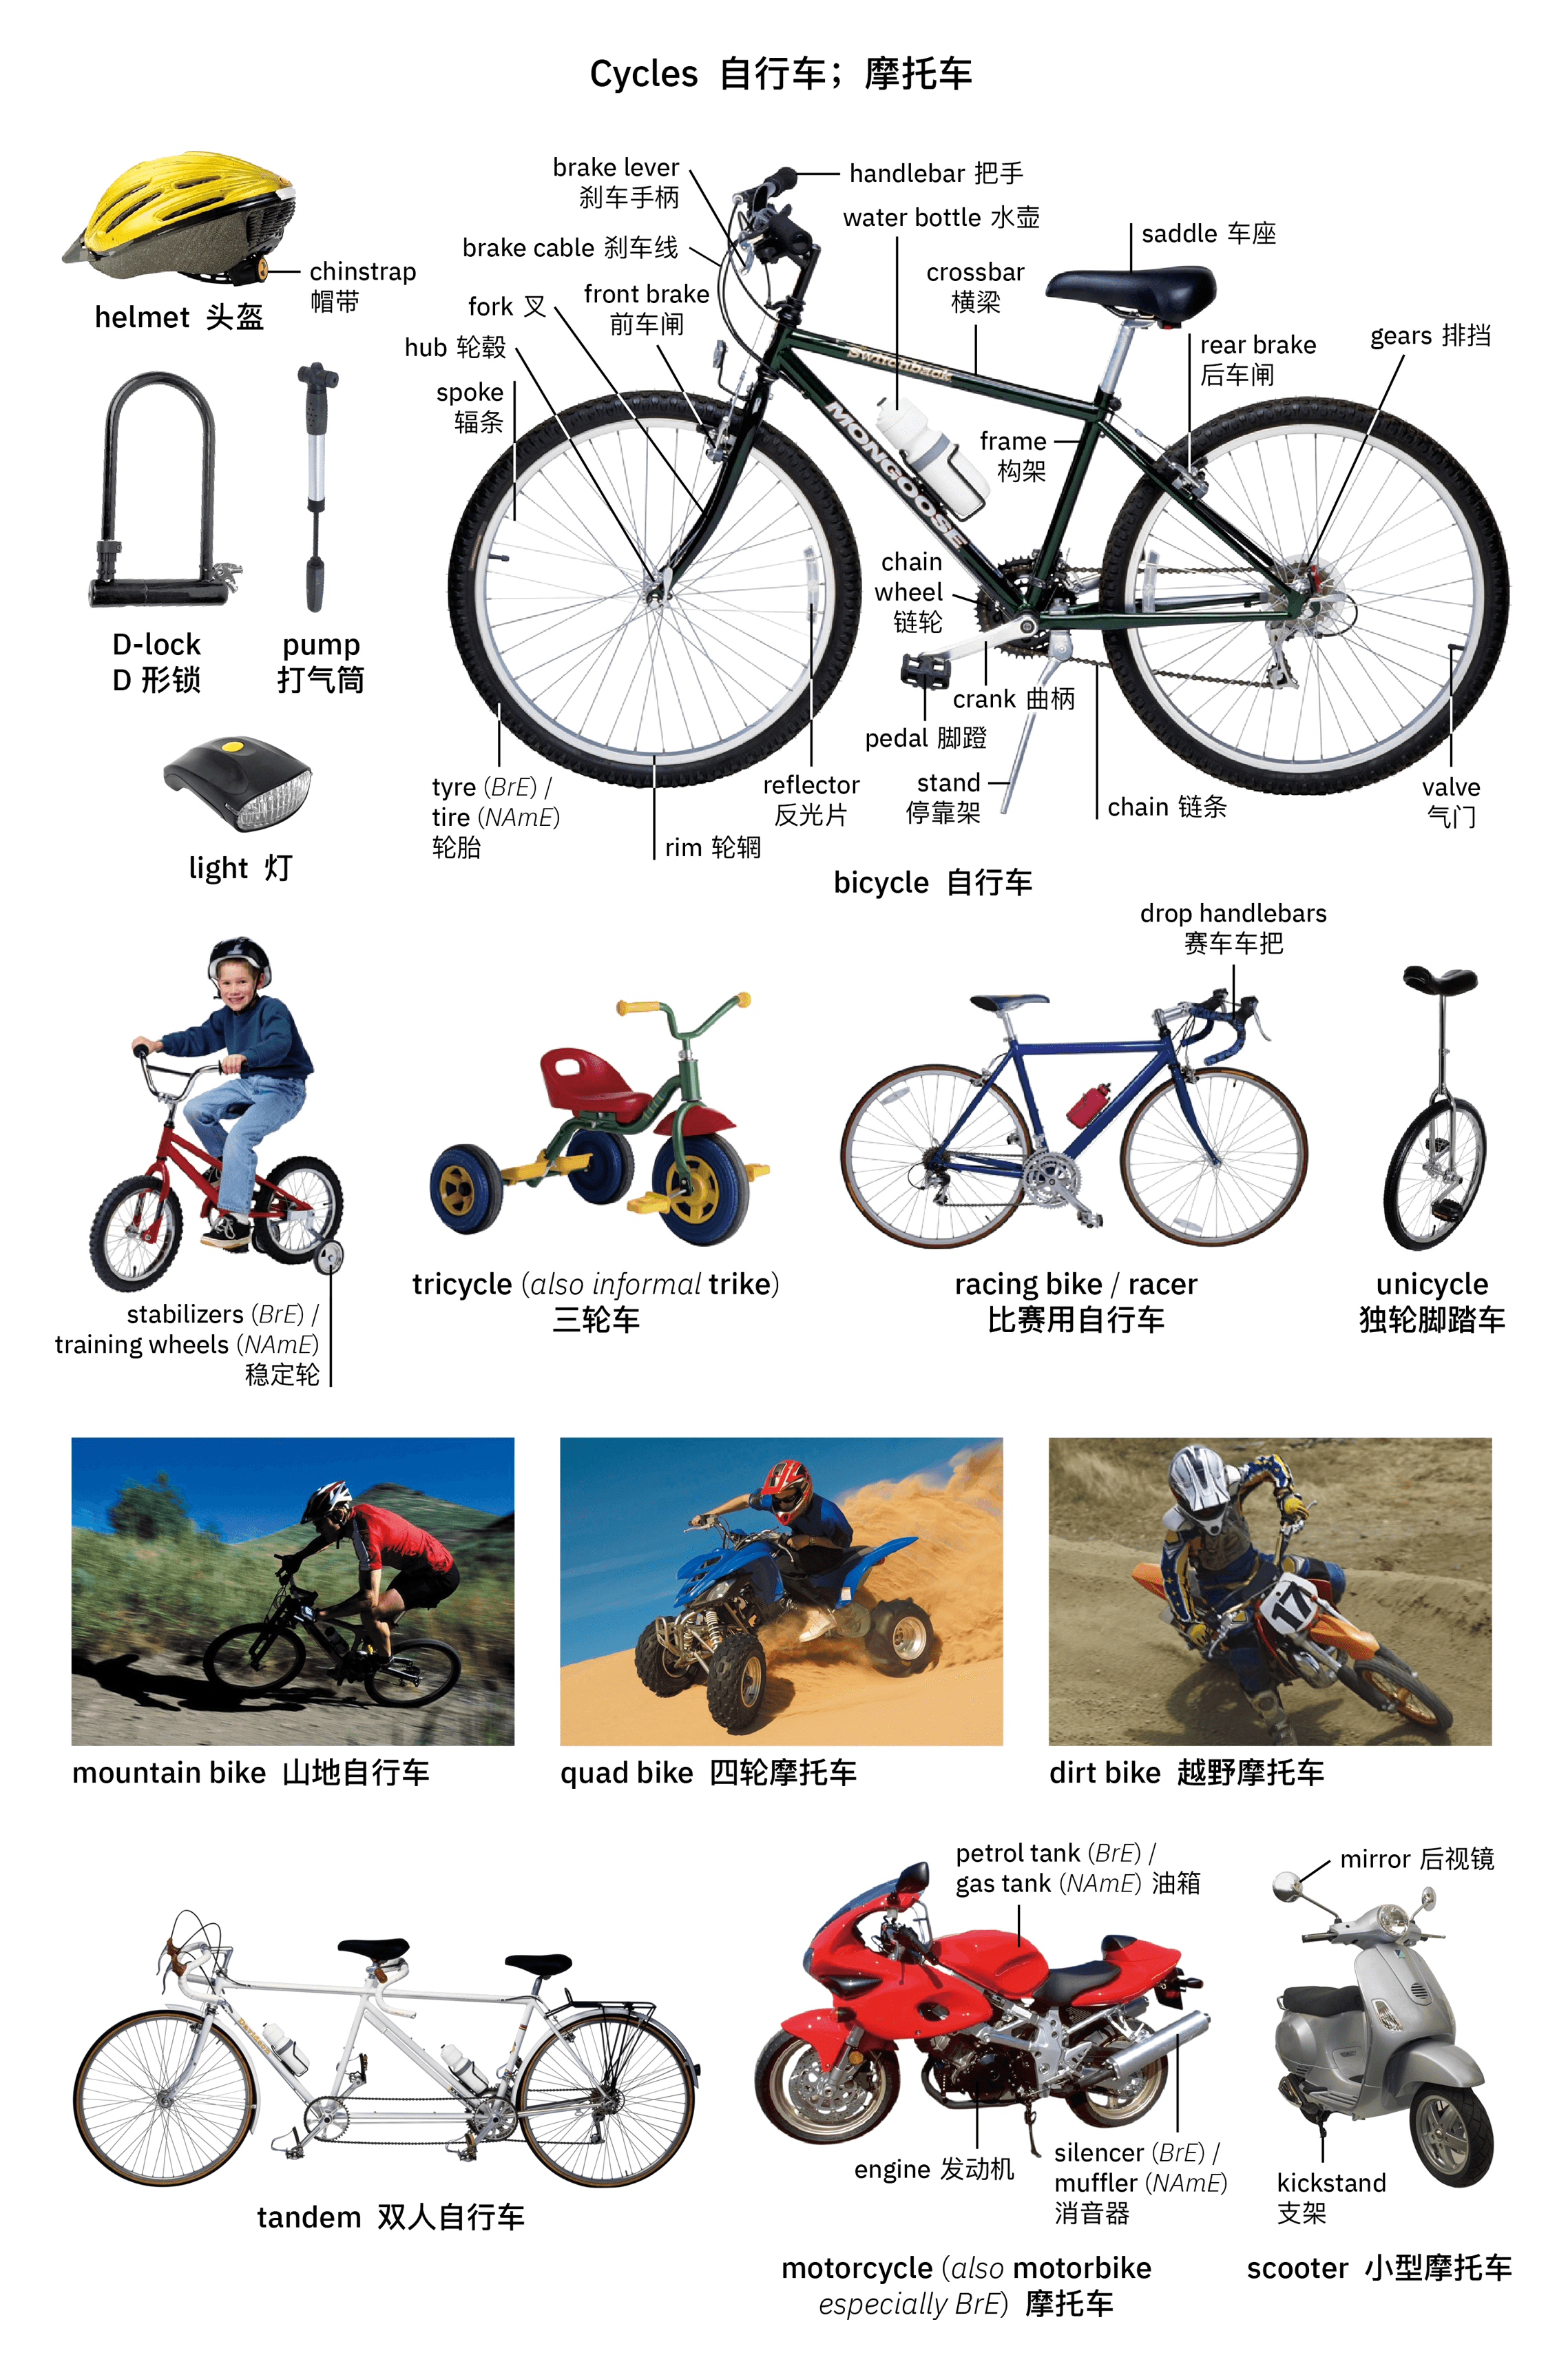 Cycles 自行车；摩托车
chinstrap
帽带
helmet 头盔
D-lock
D 形锁
pump
打气筒
light 灯
brake lever
刹车手柄
brake cable 刹车线
fork 叉
front brake
前车闸
hub 轮毂
spoke
辐条
handlebar 把手
water bottle 水壶
crossbar
横梁
saddle 车座
rear brake
后车闸
gears 排挡
Switchback
MONGOOSE
frame
构架
chain
wheel
链轮
crank 曲柄
pedal 脚蹬
stand
停靠架
chain 链条
valve
气门
tyre (BrE) /
tire (NAmE)
轮胎
rim 轮辋
reflector
反光片
bicycle 自行车
stabilizers (BrE) /
training wheels (NAmE)
稳定轮
tricycle (also informal trike)
三轮车
drop handlebars
赛车车把
racing bike / racer
比赛用自行车
unicycle
独轮脚踏车
mountain bike 山地自行车
quad bike 四轮摩托车
17
dirt bike 越野摩托车
tandem 双人自行车
petrol tank (BrE) /
gas tank (NAmE) 油箱
engine 发动机
silencer (BrE) /
muffler (NAmE)
消音器
motorcycle (also motorbike
especially BrE) 摩托车
mirror 后视镜
kickstand
支架
scooter 小型摩托车